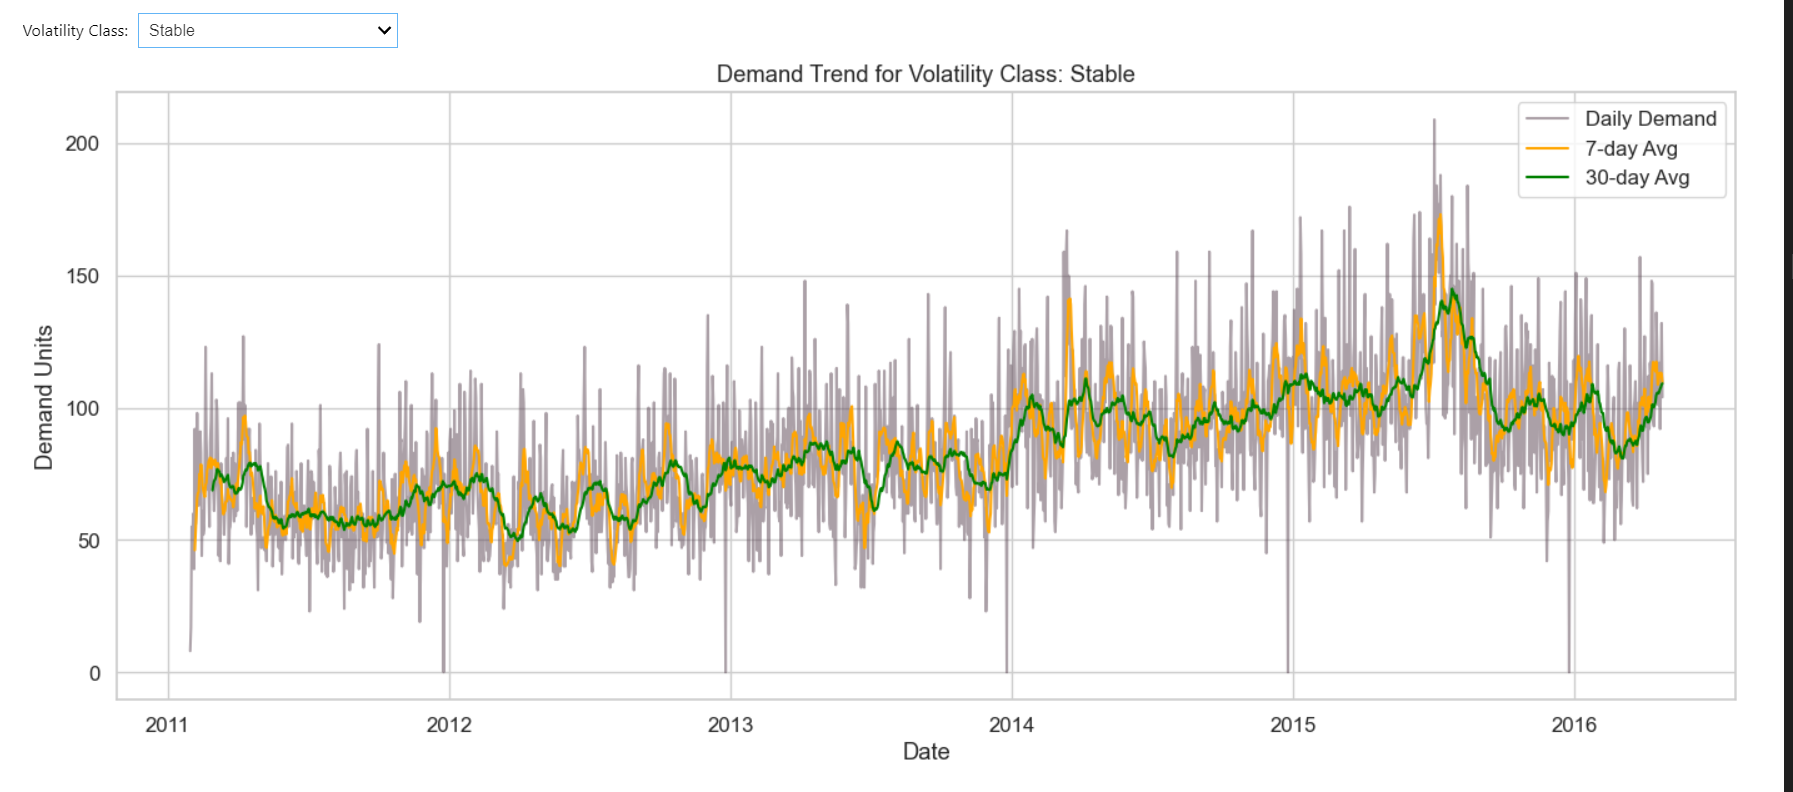 Volatility Class: Stable
Demand Trend for Volatility Class: Stable
Daily Demand
7-day Avg
30-day Avg
Demand Units
200
150
100
50
0
2011 2012 2013 2014 2015 2016
Date